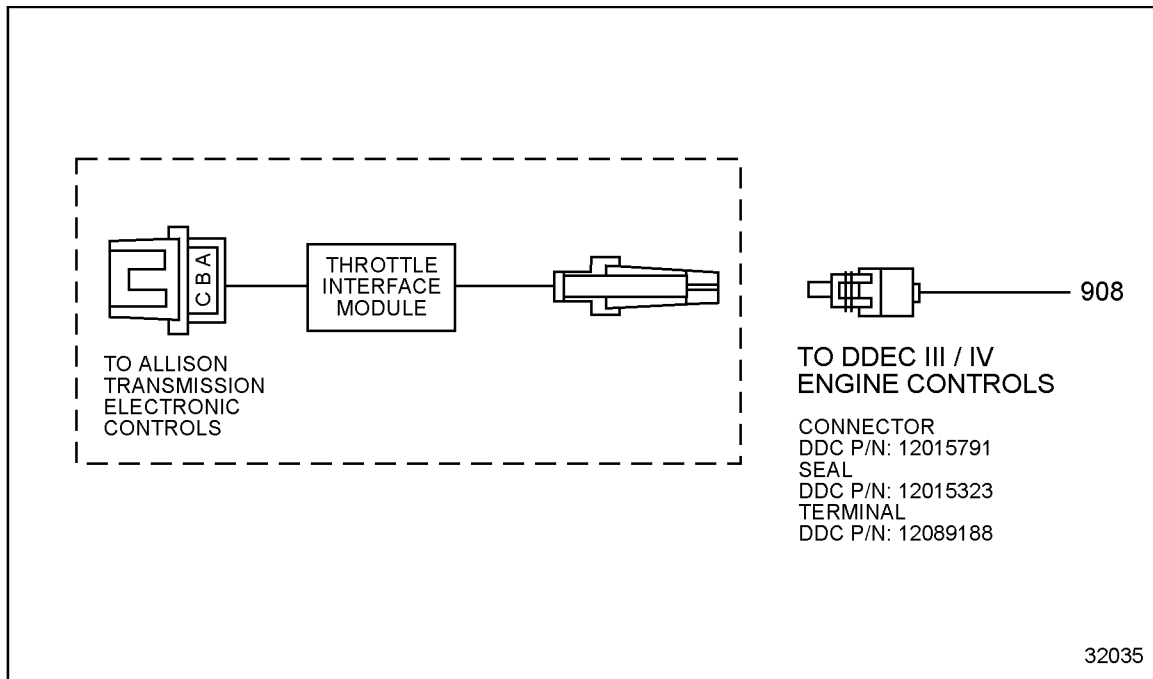 C B A
THROTTLE
INTERFACE
MODULE
908
TO ALLISON
TRANSMISSION
ELECTRONIC
CONTROLS
TO DDEC III / IV
ENGINE CONTROLS
CONNECTOR
DDC P/N: 12015791
SEAL
DDC P/N: 12015323
TERMINAL
DDC P/N: 12089188
32035